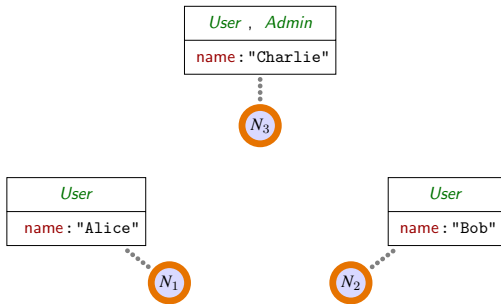 User , Admin
name:"Charlie"
N3
User
name:"Alice"
User
name:"Bob"
N1
N2